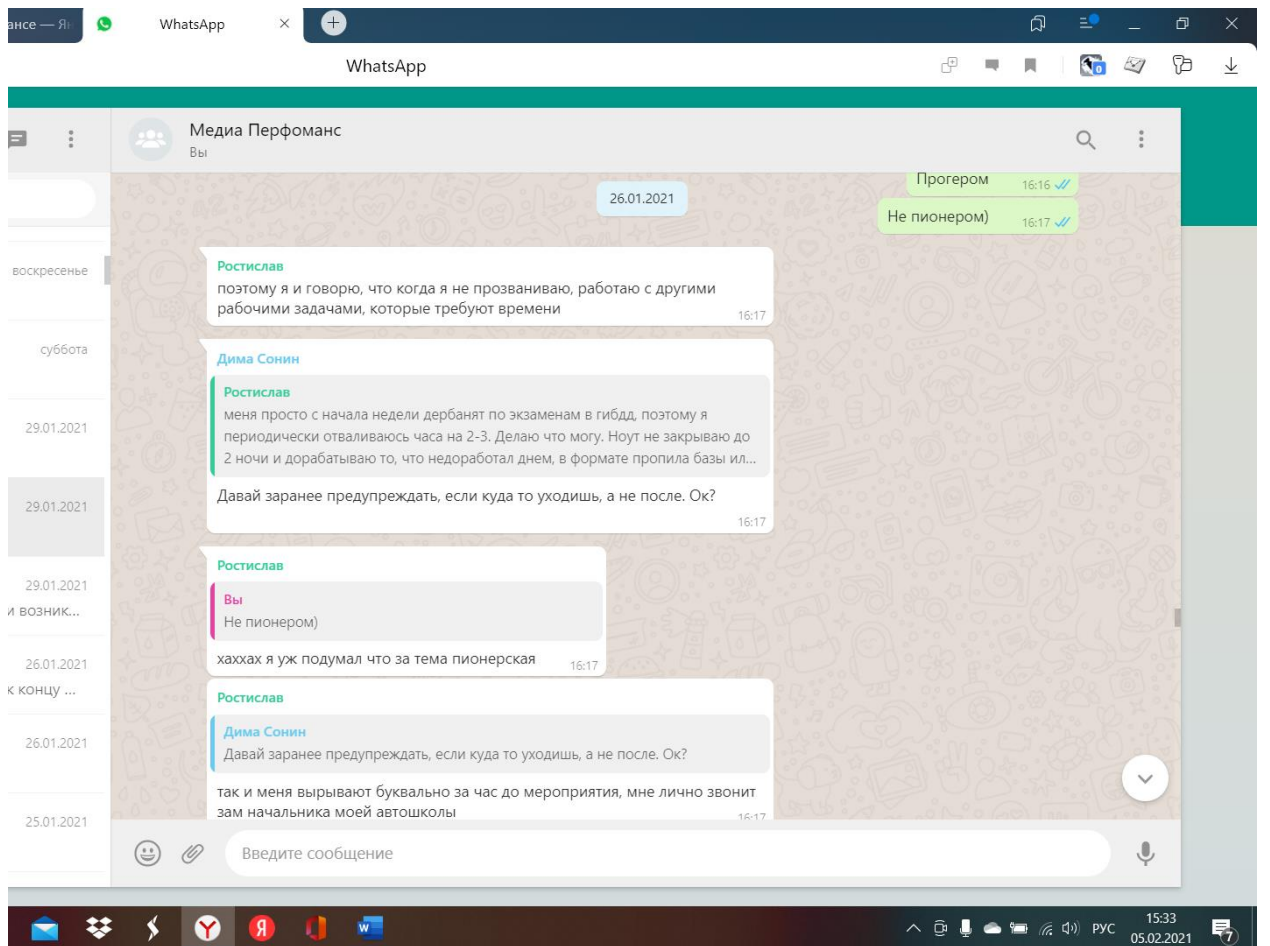 ансе — Ян
WhatsApp
WhatsApp
0
Медиа Перфоманс
Вы
26.01.2021
Прогером
16:16
Не пионером)
16:17
воскресенье
суббота
29.01.2021
29.01.2021
29.01.2021
и возник...
26.01.2021
к концу ...
26.01.2021
25.01.2021
Ростислав
поэтому я и говорю, что когда я не прозваниваю, работаю с другими
рабочими задачами, которые требуют времени
16:17
Дима Сонин
Ростислав
меня просто с начала недели дербанят по экзаменам в гибдд, поэтому я
периодически отваливаюсь часа на 2-3. Делаю что могу. Ноут не закрываю до
2 ночи и дорабатываю то, что недоработал днем, в формате пропила базы ил...
Давай заранее предупреждать, если куда то уходишь, а не после. Ок?
16:17
Ростислав
Вы
Не пионером)
хаххах я уж подумал что за тема пионерская
16:17
Ростислав
Дима Сонин
Давай заранее предупреждать, если куда то уходишь, а не после. Ок?
так и меня вырывают буквально за час до мероприятия, мне лично звонит
зам начальника моей автошколы
16:17
Введите сообщение
РУС
15:33
05.02.2021
7